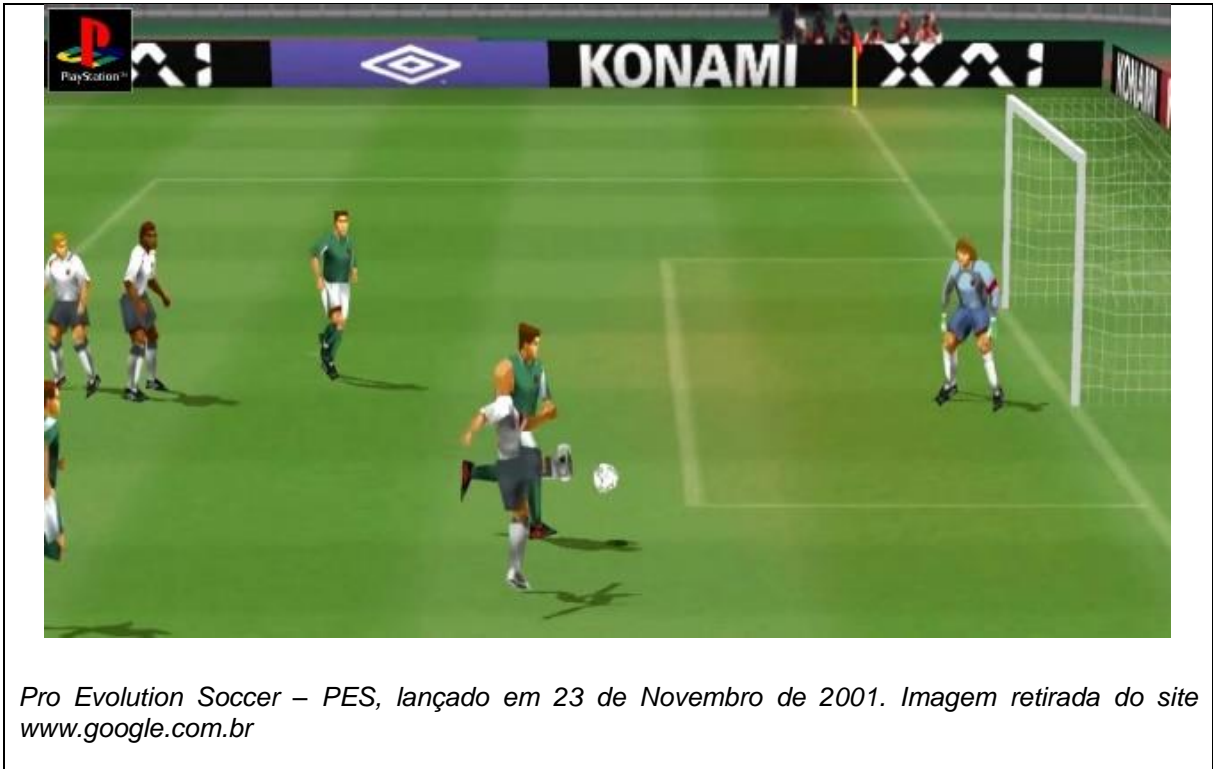 PlayStation
KONAMI
KONAMI
Pro Evolution Soccer – PES, lançado em 23 de Novembro de 2001. Imagem retirada do site
www.google.com.br